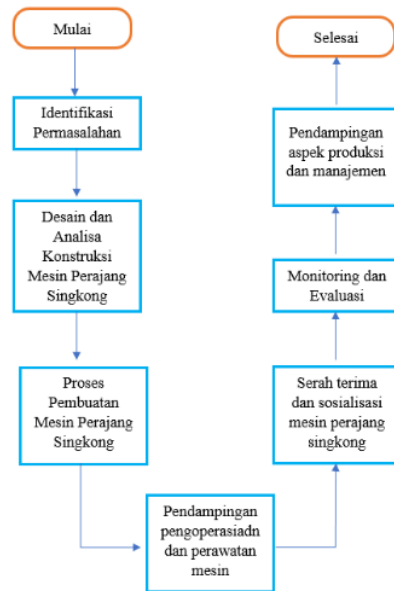 Mulai
Identifikasi
Permasalahan
Desain dan
Analisa
Konstruksi
Mesin Perajang
Singkong
Proses
Pembuatan
Mesin Perajang
Singkong
Pendampingan
pengoperasiadn
dan perawatan
mesin
Serah terima
dan sosialisasi
mesin perajang
singkong
Monitoring dan
Evaluasi
Pendampingan
aspek produksi
dan manajemen
Selesai